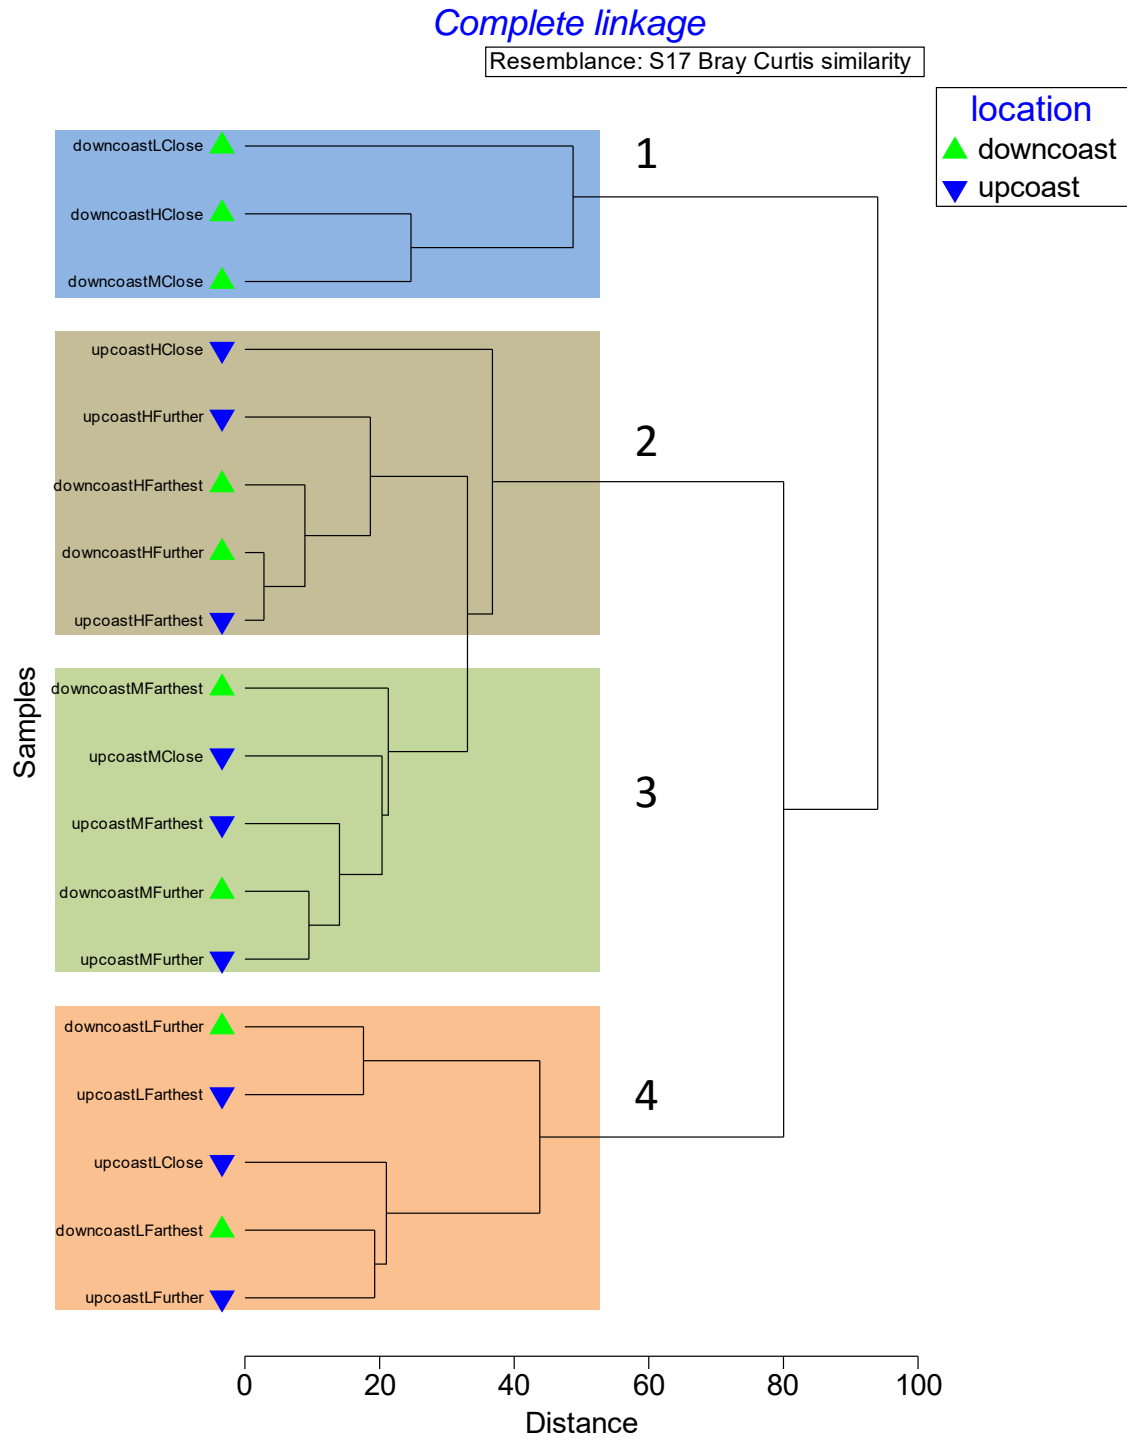 Complete linkage
Resemblance: S17 Bray Curtis similarity
location
downcoast
upcoast
downcoastLClose
1
downcoastHClose
downcoastMClose
upcoastHClose
upcoastHFurther
2
downcoastHFarthest
downcoastHFurther
upcoastHFarthest
Samples
downcoastMFarthest
upcoastMClose
3
upcoastMFarthest
downcoastMFurther
upcoastMFurther
downcoastLFurther
upcoastLFarthest
4
upcoastLClose
downcoastLFarthest
upcoastLFurther
0 20 40 60 80 100
Distance